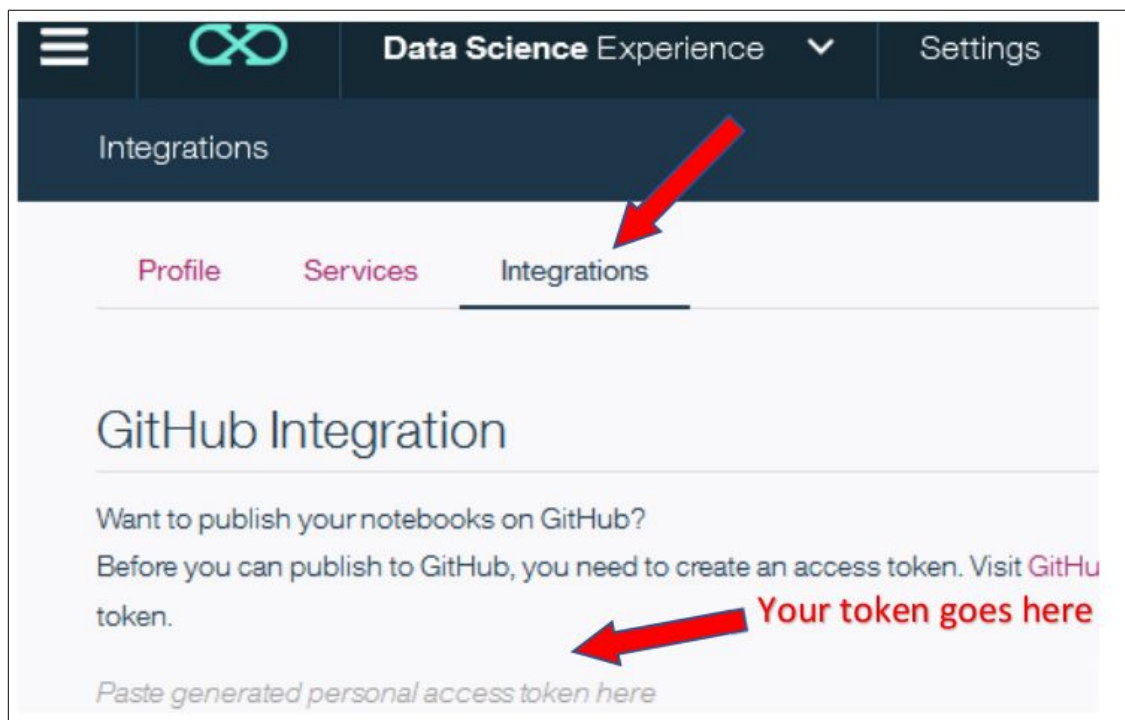 Data Science Experience Settings
Integrations
Profile Services Integrations
GitHub Integration
Want to publish your notebooks on GitHub?
Before you can publish to GitHub, you need to create an access token. Visit
token.
Your token goes here
Paste generated personal access token here